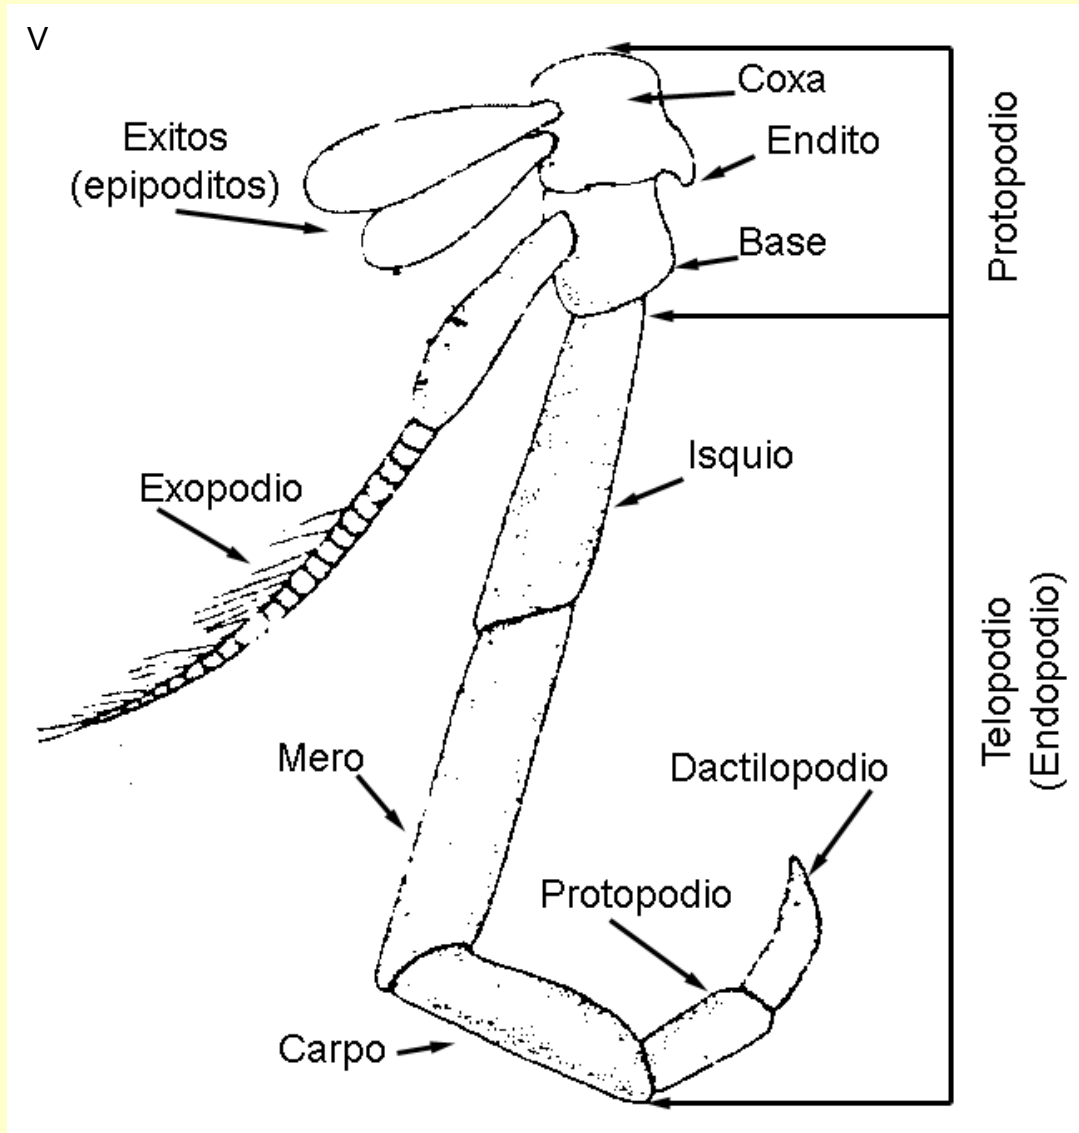 V
Coxa
Exitos
(epipoditos)
Endito
Protopodio
Base
Isquio
Exopodio
Telopodio
(Endopodio)
Mero
Dactilopodio
Protopodio
Carpo